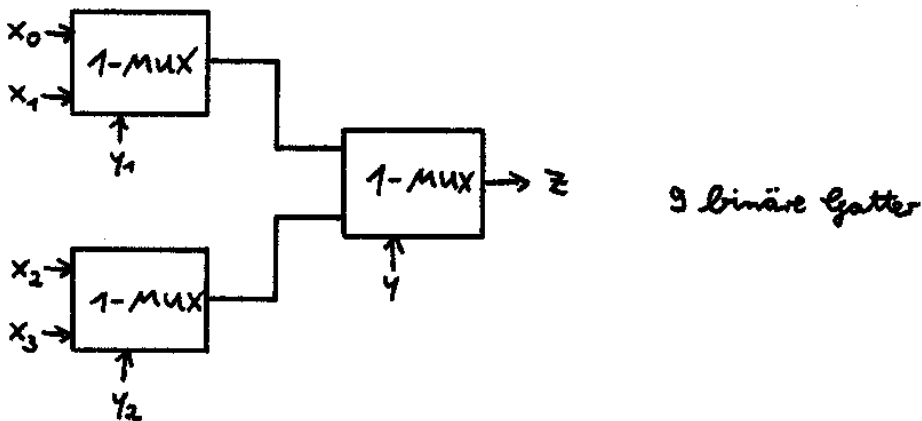 x₀
1-MUX
x₁
y₁
1-MUX
z
9 binäre Gatter
y
x₂
1-MUX
x₃
y₂